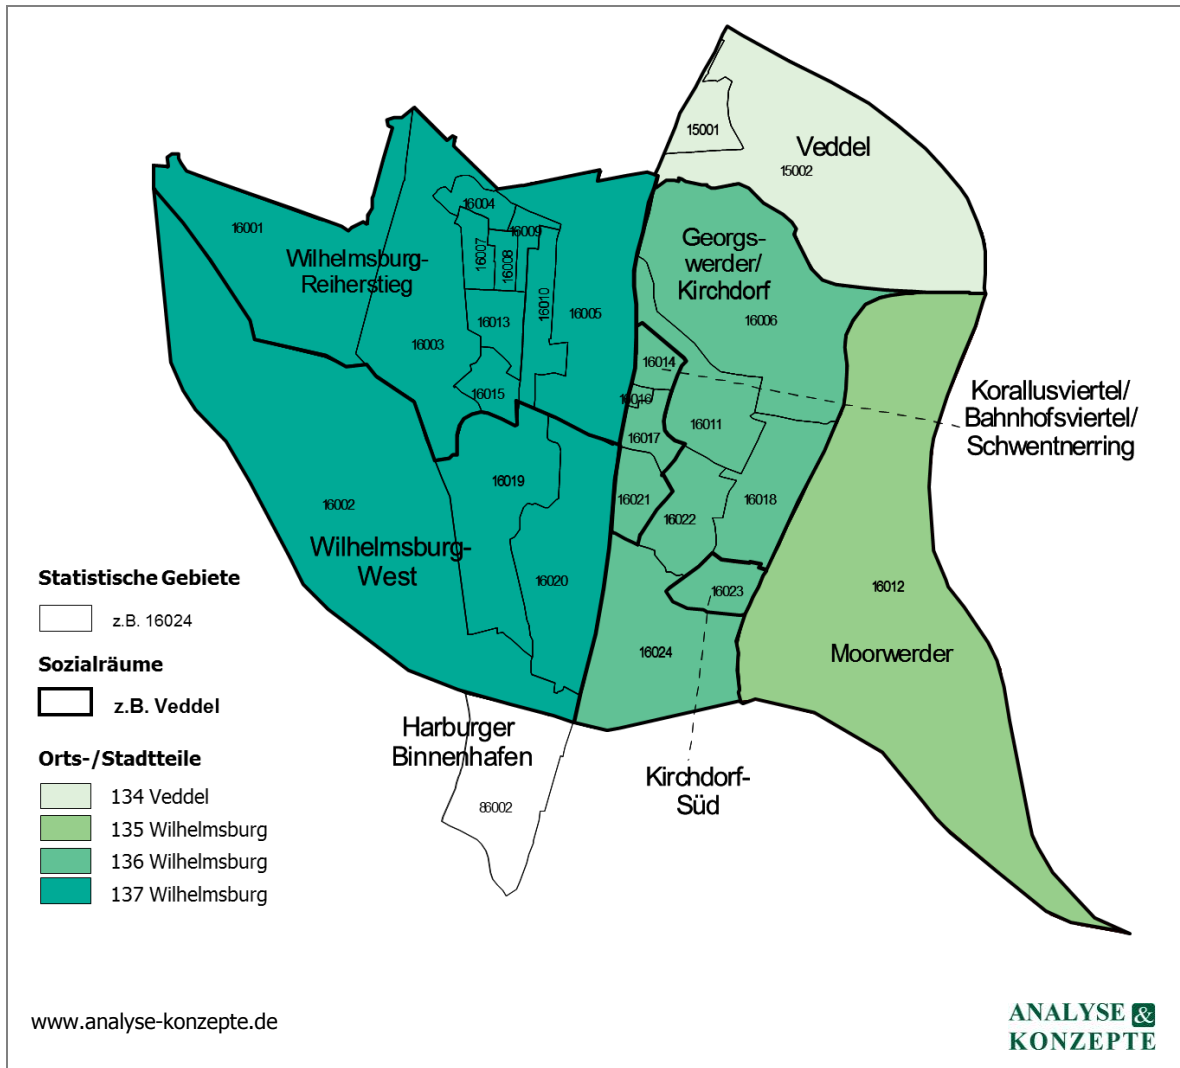 15001
Veddel
15002
16001
16004
16009
16007
16008
16010
Wilhelmsburg-
Reiherstieg
16005
16013
16003
16015
Georgs-
werder/
Kirchdorf
16006
16014
16016
16017
16011
Korallusviertel/
Bahnhofsviertel/
Schwentnerring
16019
16002
16021
16018
16022
Wilhelmsburg-
West
16020
16023
16012
16024
Moorwerder
Harburger
Binnenhafen
86002
Kirchdorf-
Süd
Statistische Gebiete
z.B. 16024
Sozialräume
z.B. Veddel
Orts-/Stadtteile
134 Veddel
135 Wilhelmsburg
136 Wilhelmsburg
137 Wilhelmsburg
www.analyse-konzepte.de
ANALYSE &
KONZEPTE